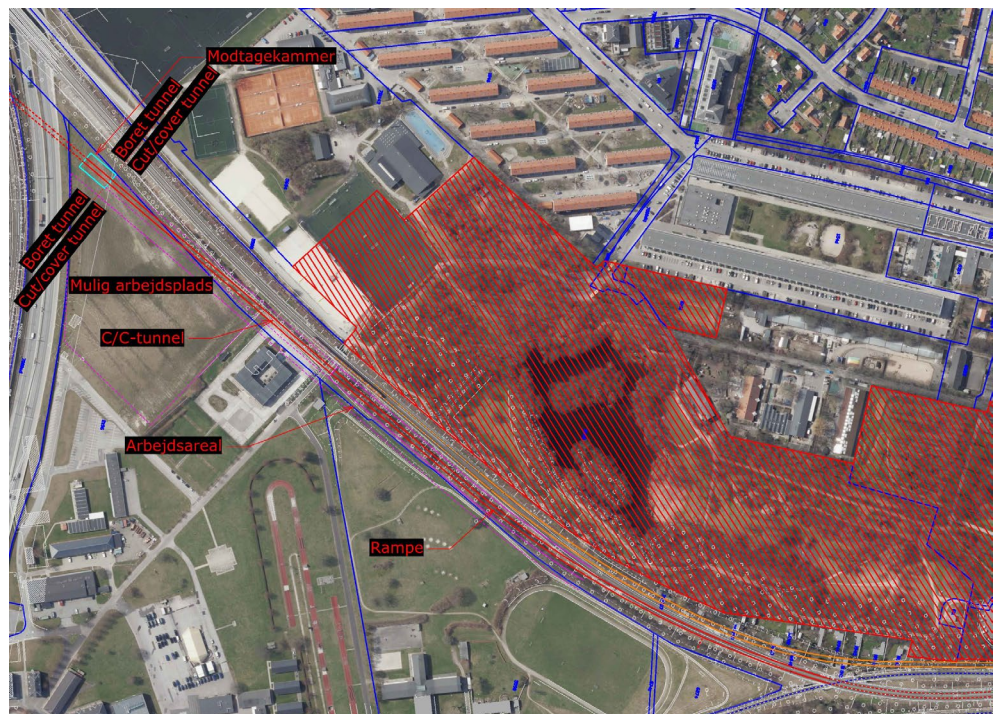 Modtagekammer
Boret tunnel
Cut/cover tunnel
Boret tunnel
Cut/cover tunnel
Mulig arbejdsplads
C/C-tunnel
Arbejdsareal
Rampe